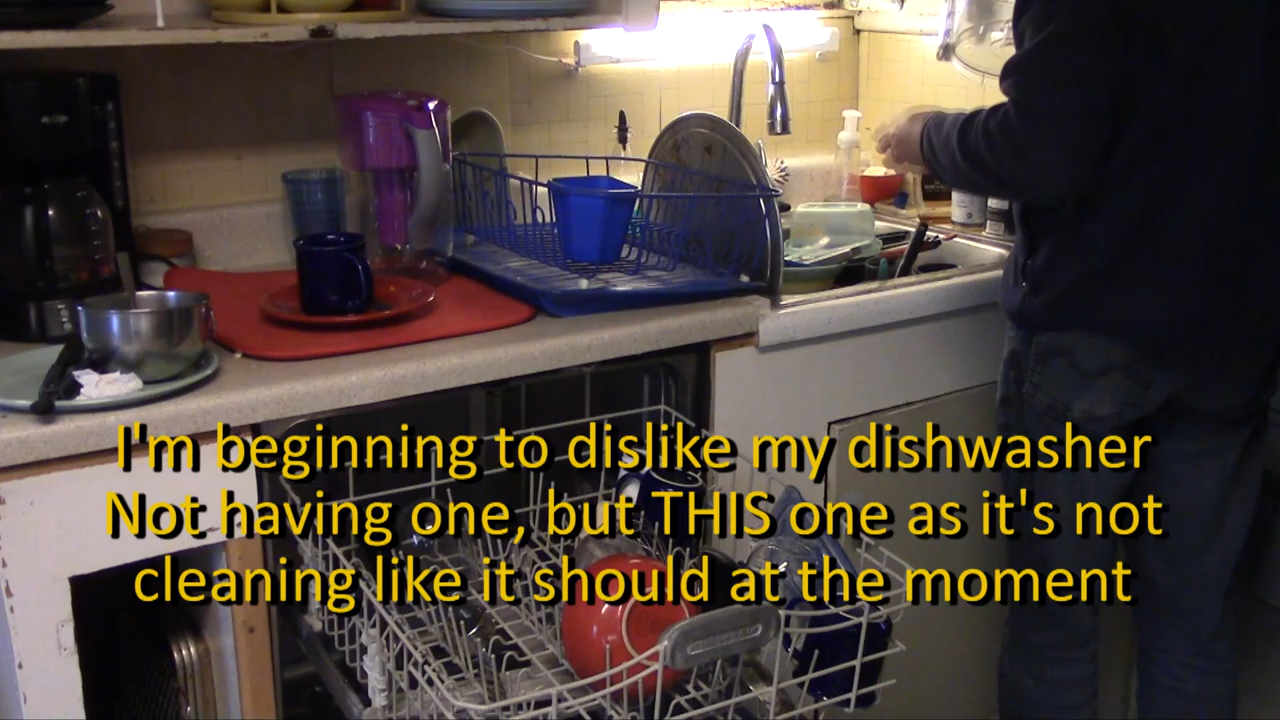 I'm beginning to dislike my dishwasher
Not having one, but THIS one as it's not
cleaning like it should at the moment